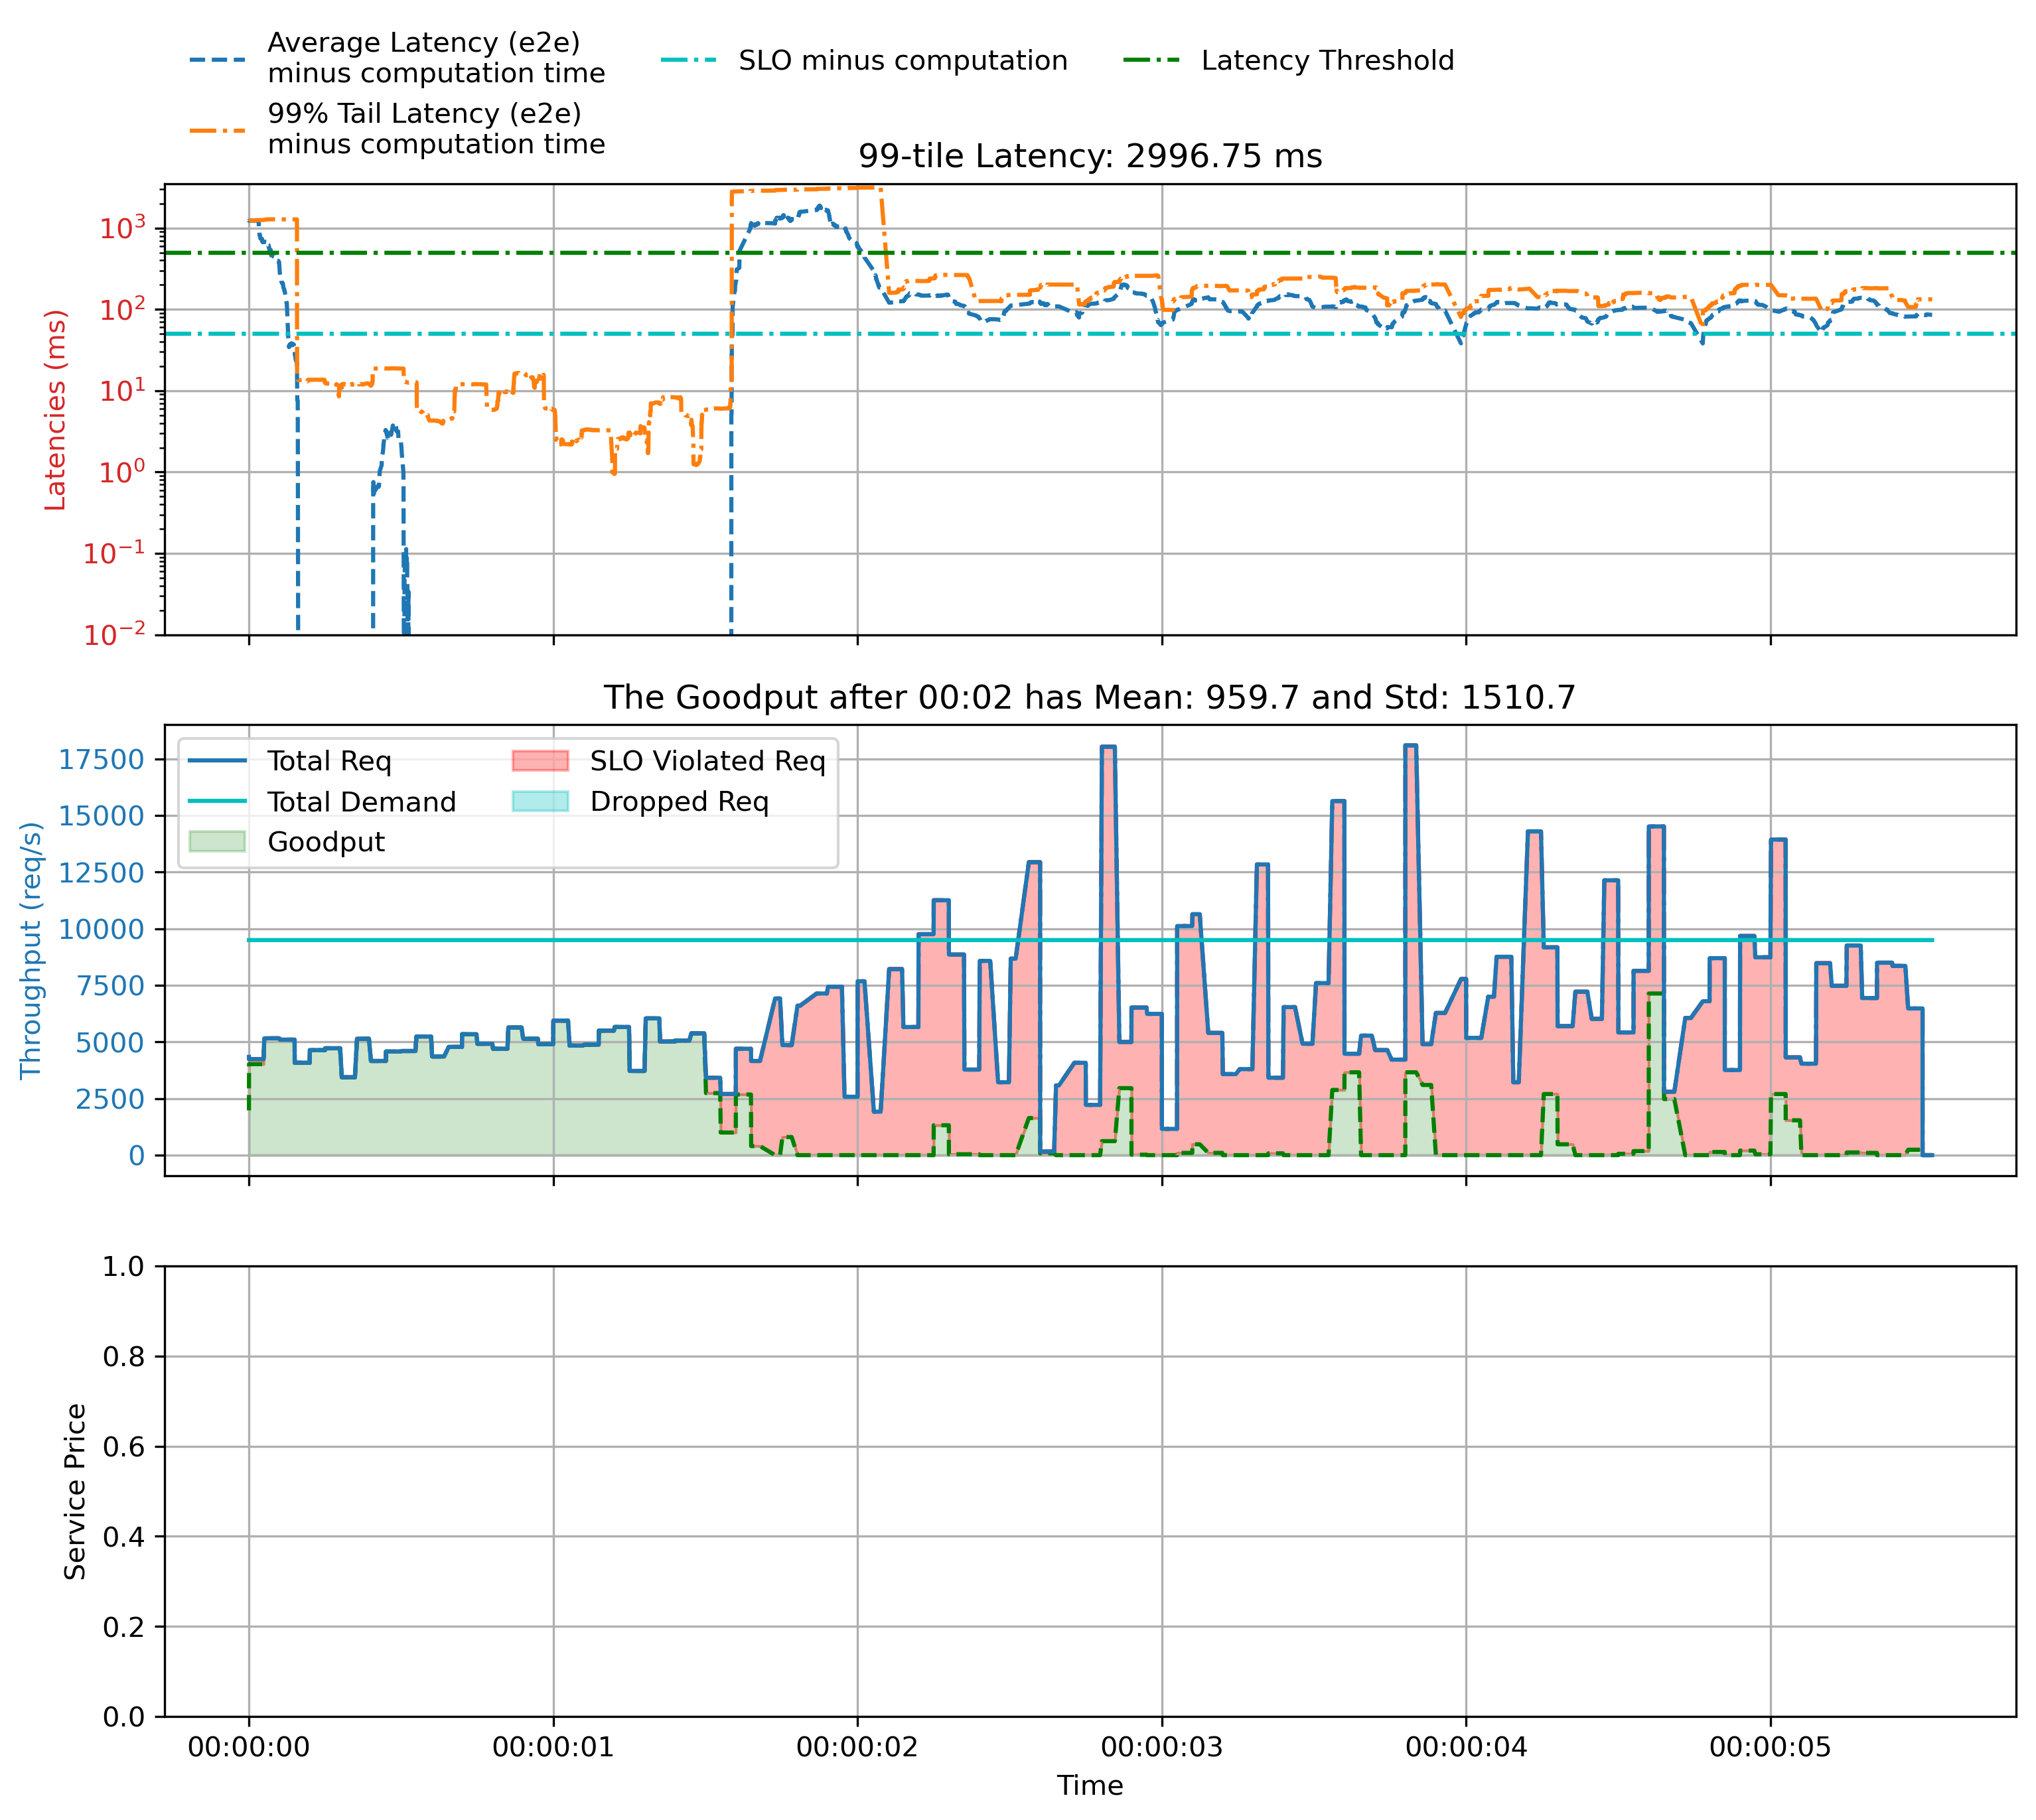 Average Latency (e2e)
minus computation time
99% Tail Latency (e2e)
minus computation time
SLO minus computation
Latency Threshold
99-tile Latency: 2996.75 ms
Latencies (ms)
10³
10²
10¹
10⁰
10⁻¹
10⁻²
The Goodput after 00:02 has Mean: 959.7 and Std: 1510.7
Throughput (req/s)
17500
15000
12500
10000
7500
5000
2500
0
Total Req
Total Demand
Goodput
SLO Violated Req
Dropped Req
Service Price
1.0
0.8
0.6
0.4
0.2
0.0
00:00:00
00:00:01
00:00:02
00:00:03
00:00:04
00:00:05
Time